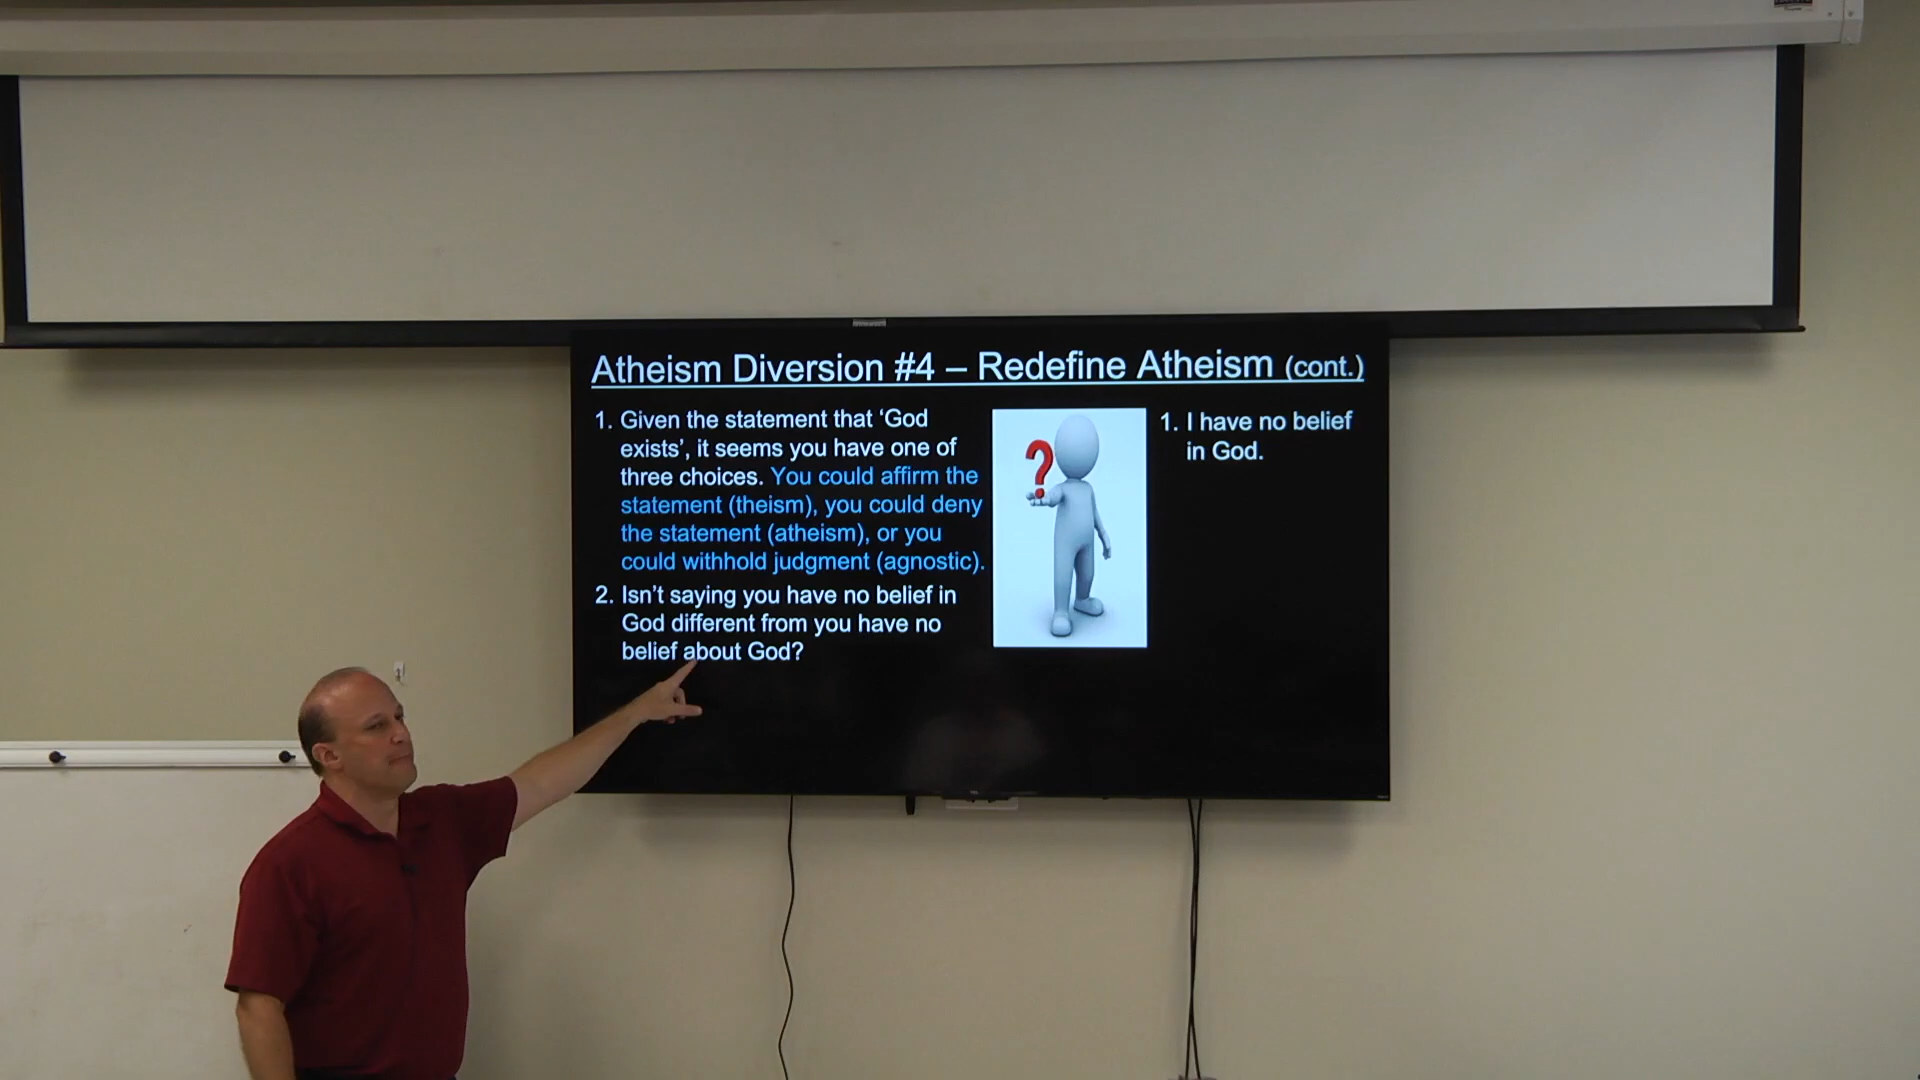 Atheism Diversion #4 – Redefine Atheism (cont.)
1. Given the statement that ‘God
exists’, it seems you have one of
three choices. You could affirm the
statement (theism), you could deny
the statement (atheism), or you
could withhold judgment (agnostic).
2. Isn’t saying you have no belief in
God different from you have no
belief about God?
?
1. I have no belief
in God.